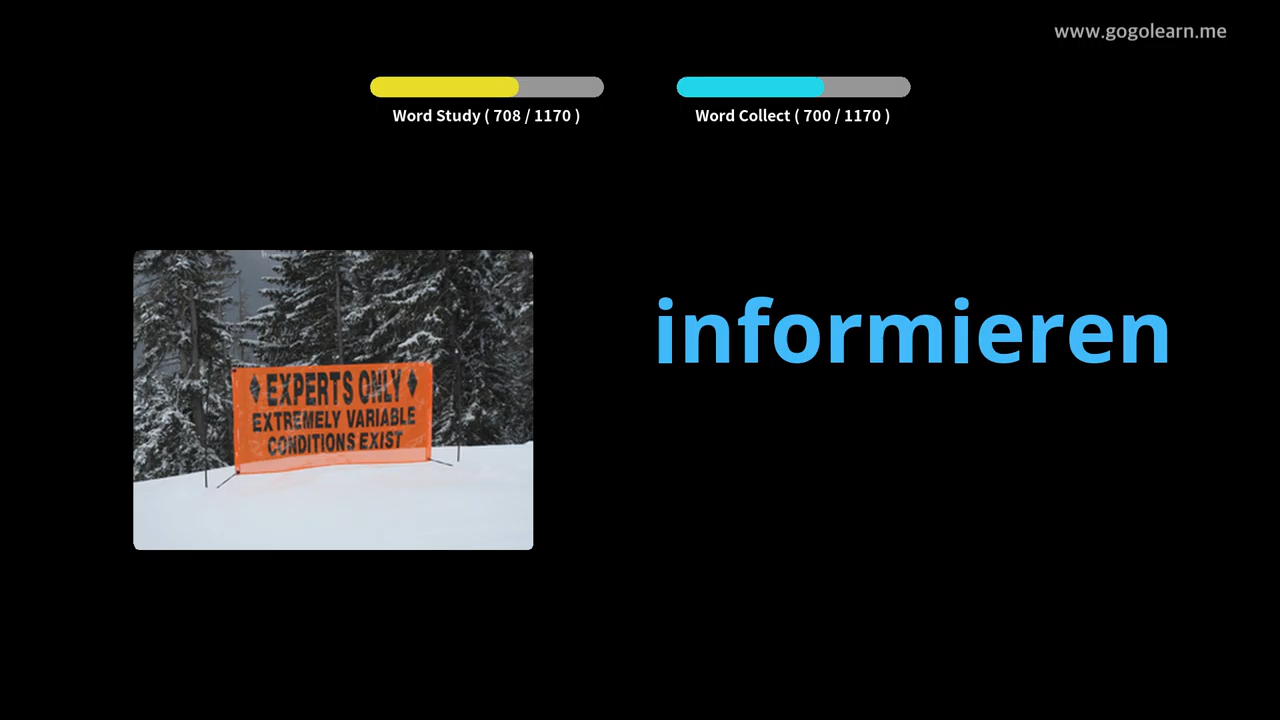 www.gogolearn.me
Word Study ( 708 / 1170 )
Word Collect ( 700 / 1170 )
informieren
EXPERTS ONLY
EXTREMELY VARIABLE
CONDITIONS EXIST